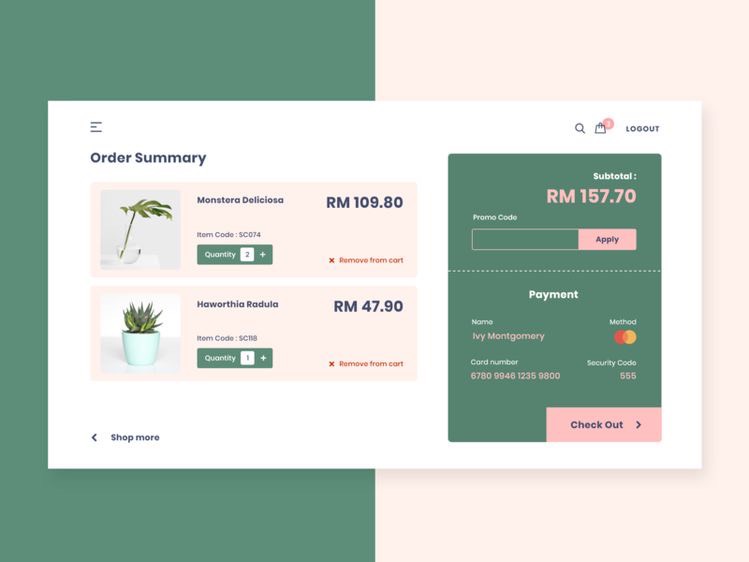 LOGOUT
Order Summary
Monstera Deliciosa
RM 109.80
Item Code : SC074
Quantity 2 +
× Remove from cart
Haworthia Radula
RM 47.90
Item Code : SC118
Quantity 1 +
× Remove from cart
Shop more
Subtotal :
RM 157.70
Promo Code
Apply
Payment
Name
Method
Ivy Montgomery
Card number
Security Code
6780 9946 1235 9800
555
Check Out